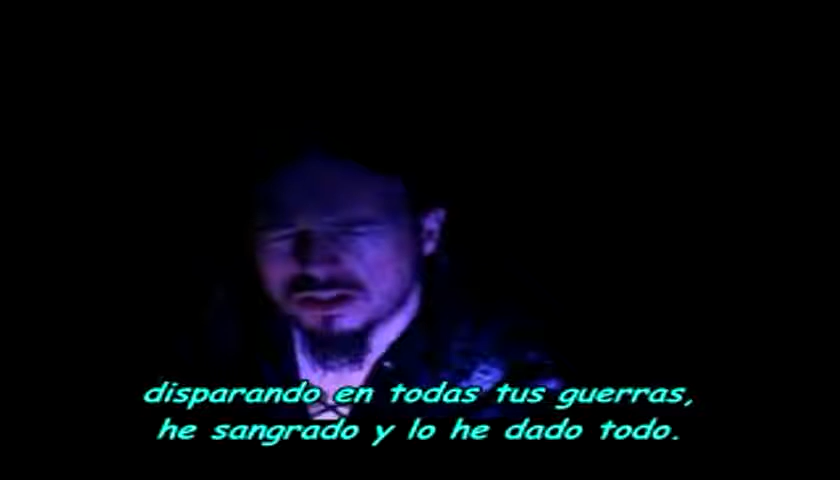 disparando en todas tus guerras,
he sangrado y lo he dado todo.